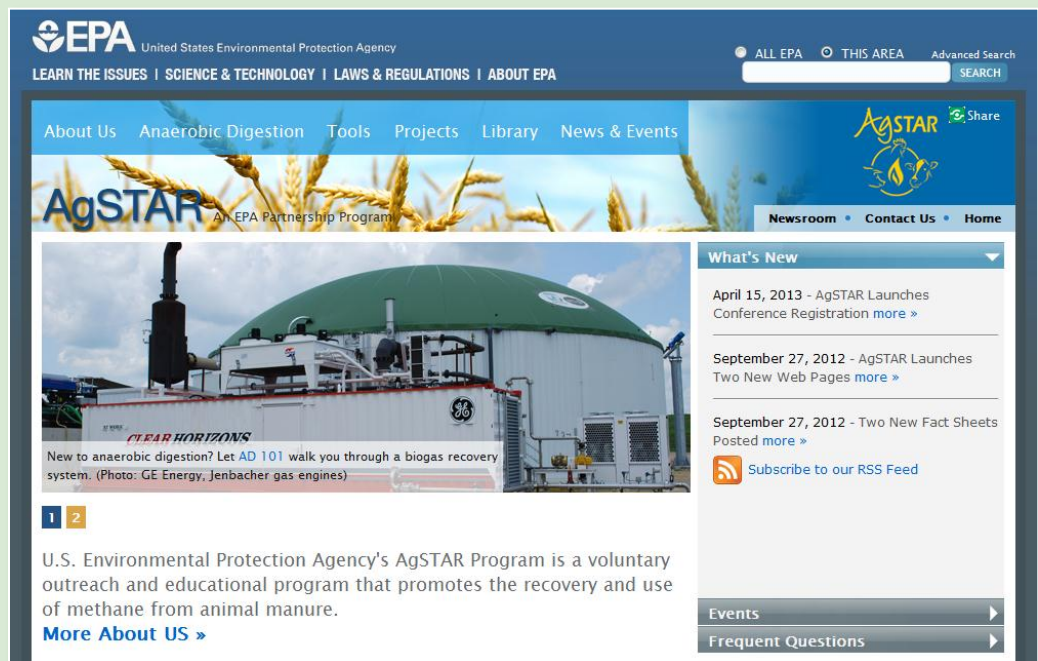 EPA United States Environmental Protection Agency
ALL EPA THIS AREA Advanced Search
LEARN THE ISSUES | SCIENCE & TECHNOLOGY | LAWS & REGULATIONS | ABOUT EPA
SEARCH
About Us Anaerobic Digestion Tools Projects Library News & Events
AgSTAR
Share
AgSTAR An EPA Partnership Program
Newsroom • Contact Us • Home
CLEAR HORIZONS
New to anaerobic digestion? Let AD 101 walk you through a biogas recovery
system. (Photo: GE Energy, Jenbacher gas engines)
1 2
U.S. Environmental Protection Agency's AgSTAR Program is a voluntary
outreach and educational program that promotes the recovery and use
of methane from animal manure.
More About US »
What's New
April 15, 2013 - AgSTAR Launches
Conference Registration more »
September 27, 2012 - AgSTAR Launches
Two New Web Pages more »
September 27, 2012 - Two New Fact Sheets
Posted more »
Subscribe to our RSS Feed
Events
Frequent Questions